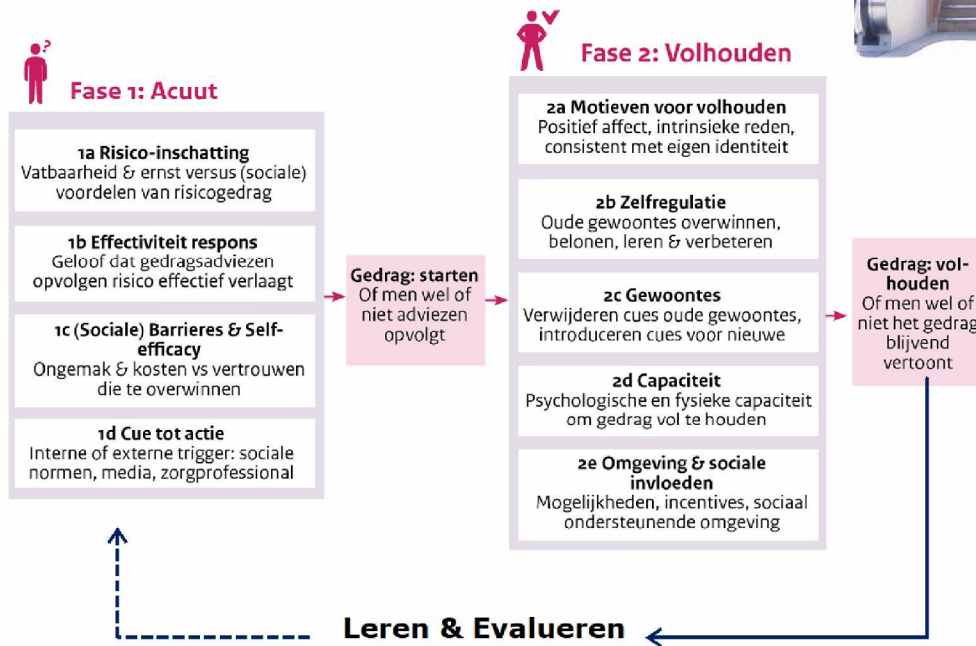 ?
Fase 1: Acuut
1a Risico-inschatting
Vatbaarheid & ernst versus (sociale)
voordelen van risicogedrag
1b Effectiviteit respons
Geloof dat gedragsadviezen
opvolgen risico effectief verlaagt
1c (Sociale) Barrieres & Self-
efficacy
Ongemak & kosten vs vertrouwen
die te overwinnen
1d Cue tot actie
Interne of externe trigger: sociale
normen, media, zorgprofessional
Gedrag: starten
Of men wel of
niet adviezen
opvolgt
Fase 2: Volhouden
2a Motieven voor volhouden
Positief affect, intrinsieke reden,
consistent met eigen identiteit
2b Zelfregulatie
Oude gewoontes overwinnen,
belonen, leren & verbeteren
2c Gewoontes
Verwijderen cues oude gewoontes,
introduceren cues voor nieuwe
2d Capaciteit
Psychologische en fysieke capaciteit
om gedrag vol te houden
2e Omgeving & sociale
invloeden
Mogelijkheden, incentives, sociaal
ondersteunende omgeving
Gedrag: vol-
houden
Of men wel of
niet het gedrag
blijvend
vertoont
Leren & Evalueren